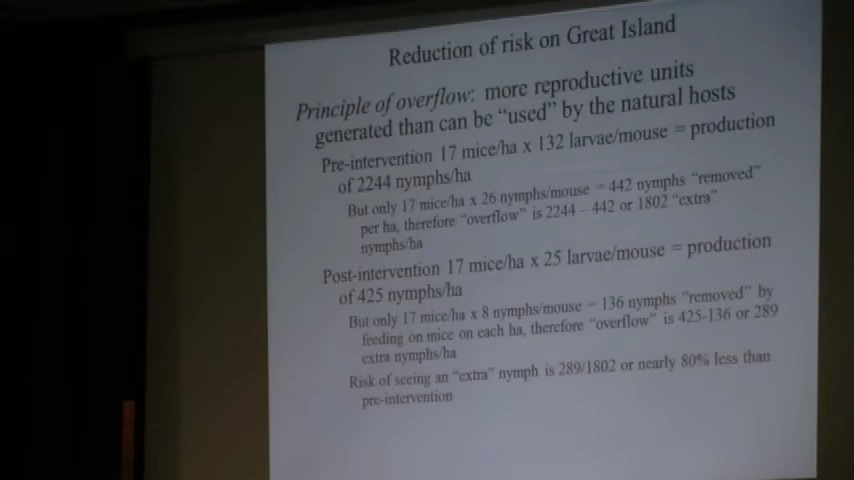 Reduction of risk on Great Island
Principle of overflow: more reproductive units
generated than can be "used" by the natural hosts
Pre-intervention 17 mice/ha x 132 larvae/mouse = production
of 2244 nymphs/ha
But only 17 mice/ha x 26 nymphs/mouse = 442 nymphs "removed"
per ha, therefore "overflow" is 2244 – 442 or 1802 "extra"
nymphs/ha
Post-intervention 17 mice/ha x 25 larvae/mouse = production
of 425 nymphs/ha
But only 17 mice/ha x 8 nymphs/mouse = 136 nymphs "removed" by
feeding on mice on each ha, therefore "overflow" is 425-136 or 289
extra nymphs/ha
Risk of seeing an "extra" nymph is 289/1802 or nearly 80% less than
pre-intervention